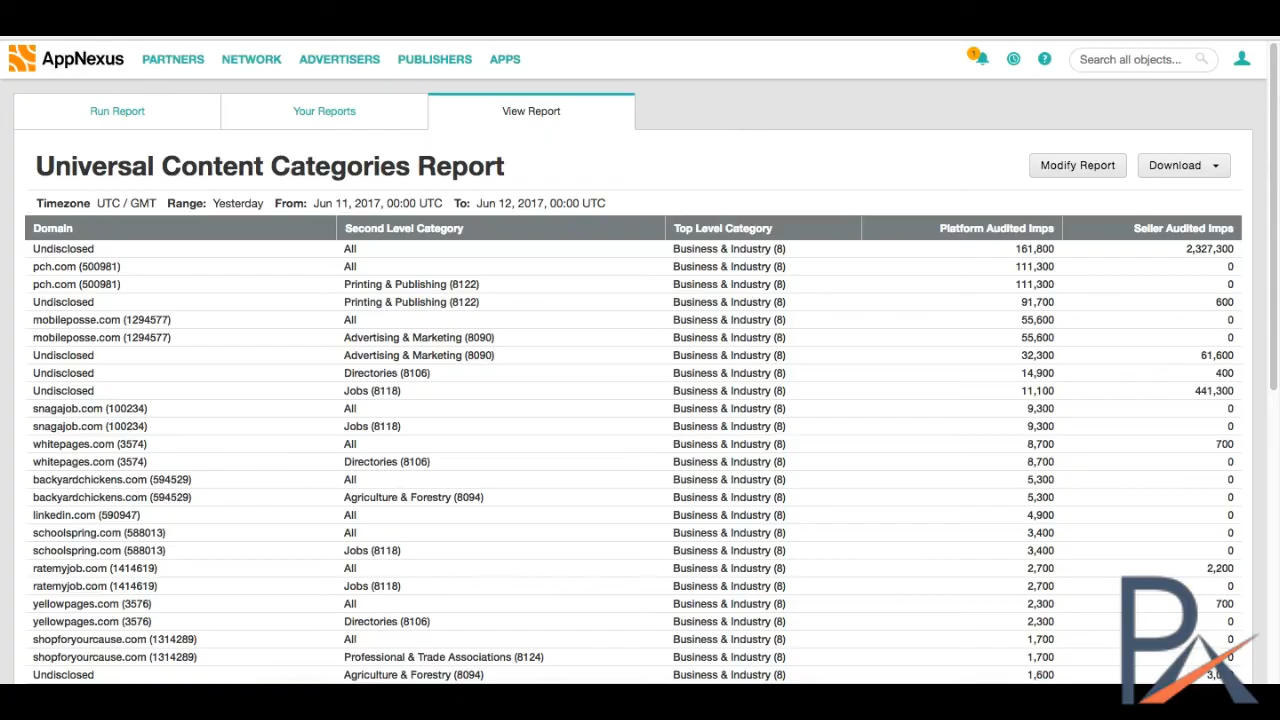 AppNexus PARTNERS NETWORK ADVERTISERS PUBLISHERS APPS 1 ? Search all objects...
Run Report Your Reports View Report
Universal Content Categories Report Modify Report Download
Timezone UTC / GMT Range: Yesterday From: Jun 11, 2017, 00:00 UTC To: Jun 12, 2017, 00:00 UTC
Domain Second Level Category Top Level Category Platform Audited Imps Seller Audited Imps
Undisclosed All Business & Industry (8) 161,800 2,327,300
pch.com (500981) All Business & Industry (8) 111,300 0
pch.com (500981) Printing & Publishing (8122) Business & Industry (8) 111,300 0
Undisclosed Printing & Publishing (8122) Business & Industry (8) 91,700 600
mobileposse.com (1294577) All Business & Industry (8) 55,600 0
mobileposse.com (1294577) Advertising & Marketing (8090) Business & Industry (8) 55,600 0
Undisclosed Advertising & Marketing (8090) Business & Industry (8) 32,300 61,600
Undisclosed Directories (8106) Business & Industry (8) 14,900 400
Undisclosed Jobs (8118) Business & Industry (8) 11,100 441,300
snagajob.com (100234) All Business & Industry (8) 9,300 0
snagajob.com (100234) Jobs (8118) Business & Industry (8) 9,300 0
whitepages.com (3574) All Business & Industry (8) 8,700 700
whitepages.com (3574) Directories (8106) Business & Industry (8) 8,700 0
backyardchickens.com (594529) All Business & Industry (8) 5,300 0
backyardchickens.com (594529) Agriculture & Forestry (8094) Business & Industry (8) 5,300 0
linkedin.com (590947) All Business & Industry (8) 4,900 0
schoolspring.com (588013) All Business & Industry (8) 3,400 0
schoolspring.com (588013) Jobs (8118) Business & Industry (8) 3,400 0
ratemyjob.com (1414619) All Business & Industry (8) 2,700 2,200
ratemyjob.com (1414619) Jobs (8118) Business & Industry (8) 2,700 0
yellowpages.com (3576) All Business & Industry (8) 2,300 700
yellowpages.com (3576) Directories (8106) Business & Industry (8) 2,300 0
shopforyourcause.com (1314289) All Business & Industry (8) 1,700 0
shopforyourcause.com (1314289) Professional & Trade Associations (8124) Business & Industry (8) 1,700 0
Undisclosed Agriculture & Forestry (8094) Business & Industry (8) 1,600